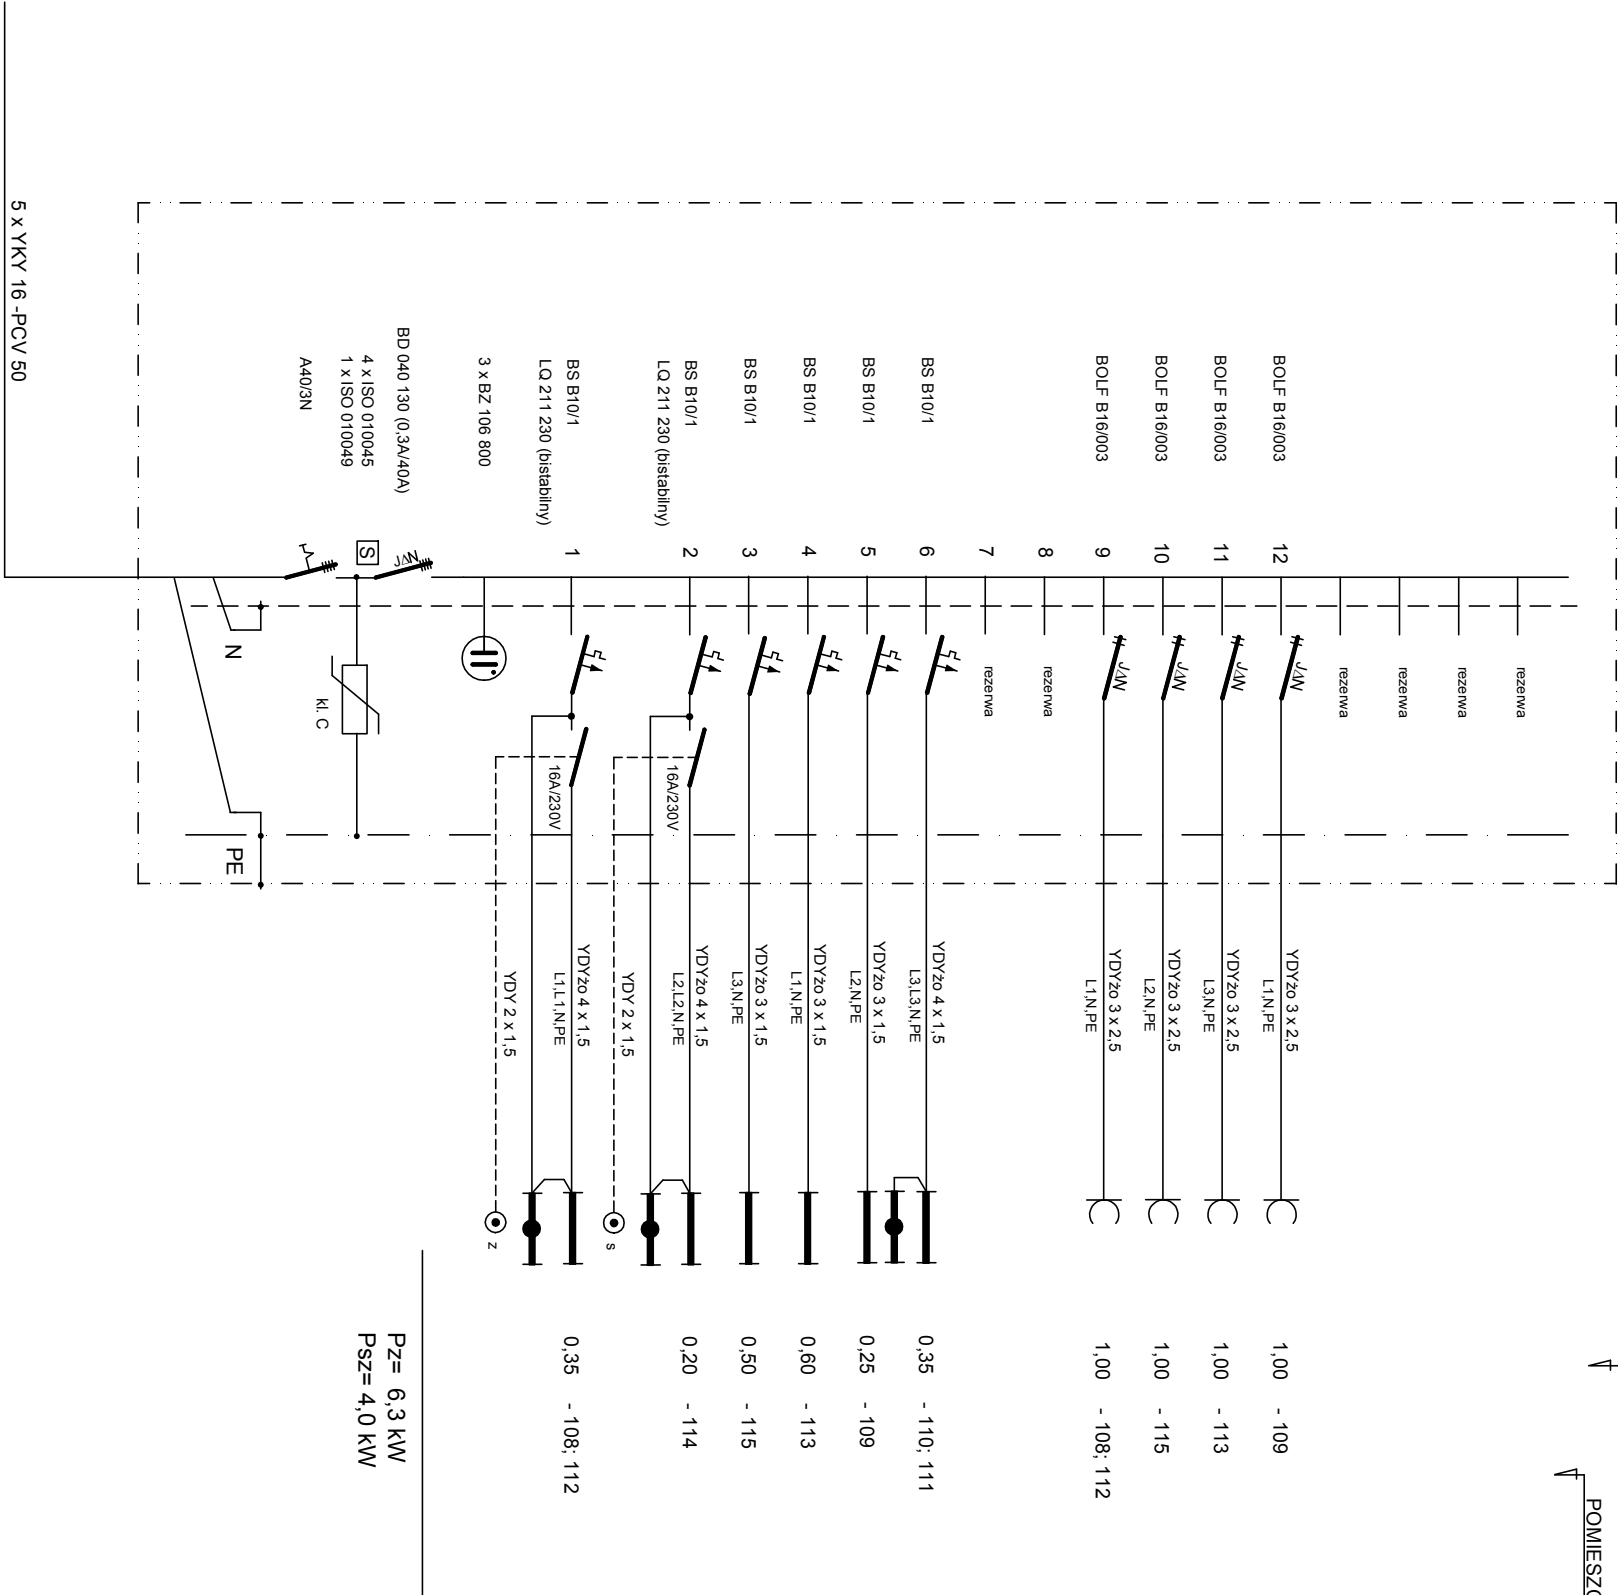 POMIESZC
rezerwa
rezerwa
rezerwa
rezerwa
BOLF B16/003
12
JΔN
YDYżo 3 x 2,5
L1,N,PE
1,00 - 109
BOLF B16/003
11
JΔN
YDYżo 3 x 2,5
L3,N,PE
1,00 - 113
BOLF B16/003
10
JΔN
YDYżo 3 x 2,5
L2,N,PE
1,00 - 115
BOLF B16/003
9
JΔN
YDYżo 3 x 2,5
L1,N,PE
1,00 - 108; 112
8
rezerwa
7
rezerwa
BS B10/1
6
YDYżo 4 x 1,5
L3,L3,N,PE
0,35 - 110; 111
BS B10/1
5
YDYżo 3 x 1,5
L2,N,PE
0,25 - 109
BS B10/1
4
YDYżo 3 x 1,5
L1,N,PE
0,60 - 113
BS B10/1
3
YDYżo 3 x 1,5
L3,N,PE
0,50 - 115
BS B10/1
LQ 211 230 (bistabilny)
2
16A/230V
YDYżo 4 x 1,5
L2,L2,N,PE
YDY 2 x 1,5
s
0,20 - 114
BS B10/1
LQ 211 230 (bistabilny)
1
16A/230V
YDYżo 4 x 1,5
L1,L1,N,PE
YDY 2 x 1,5
z
0,35 - 108; 112
3 x BZ 106 800
BD 040 130 (0,3A/40A)
JΔN
4 x ISO 010045
1 x ISO 010049
S
kl. C
A40/3N
N
PE
Pz= 6,3 kW
Psz= 4,0 kW
5 x YKY 16 -PCV 50